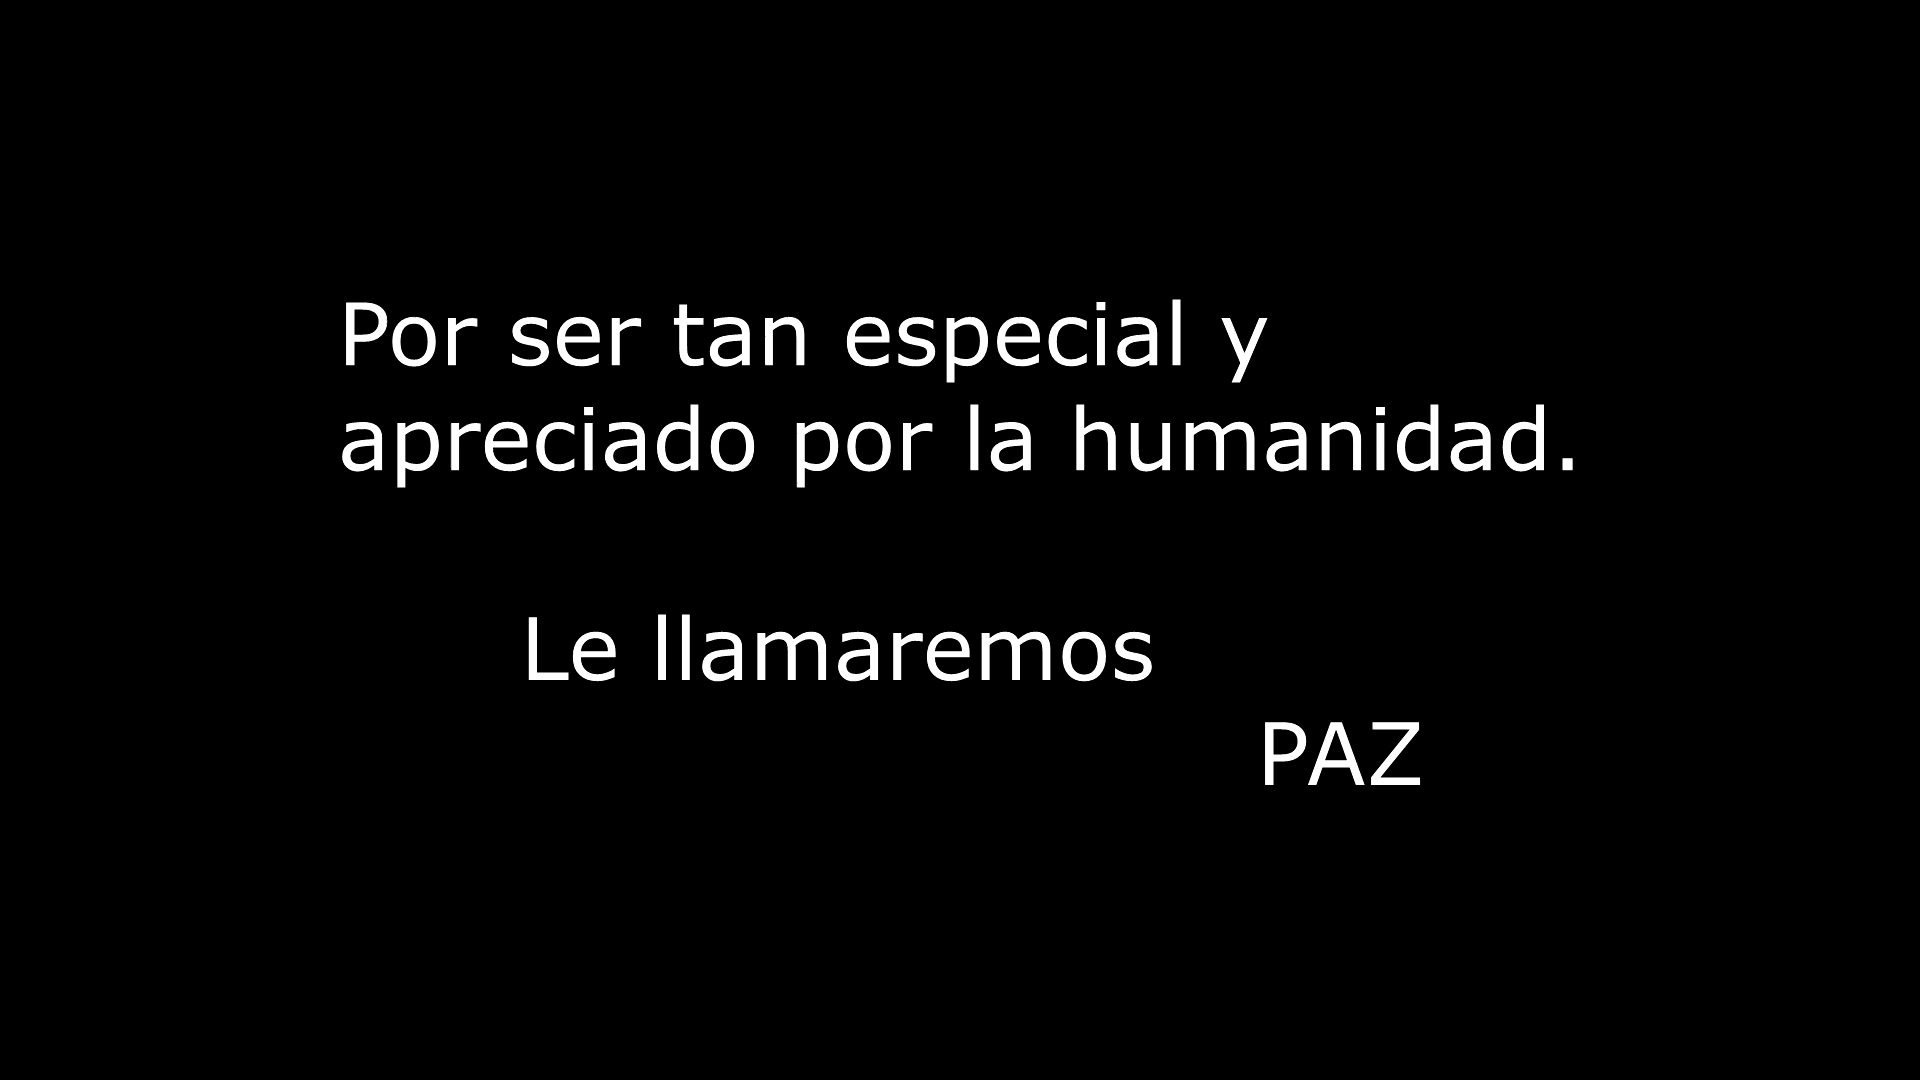 Por ser tan especial y
apreciado por la humanidad.
Le llamaremos
PAZ